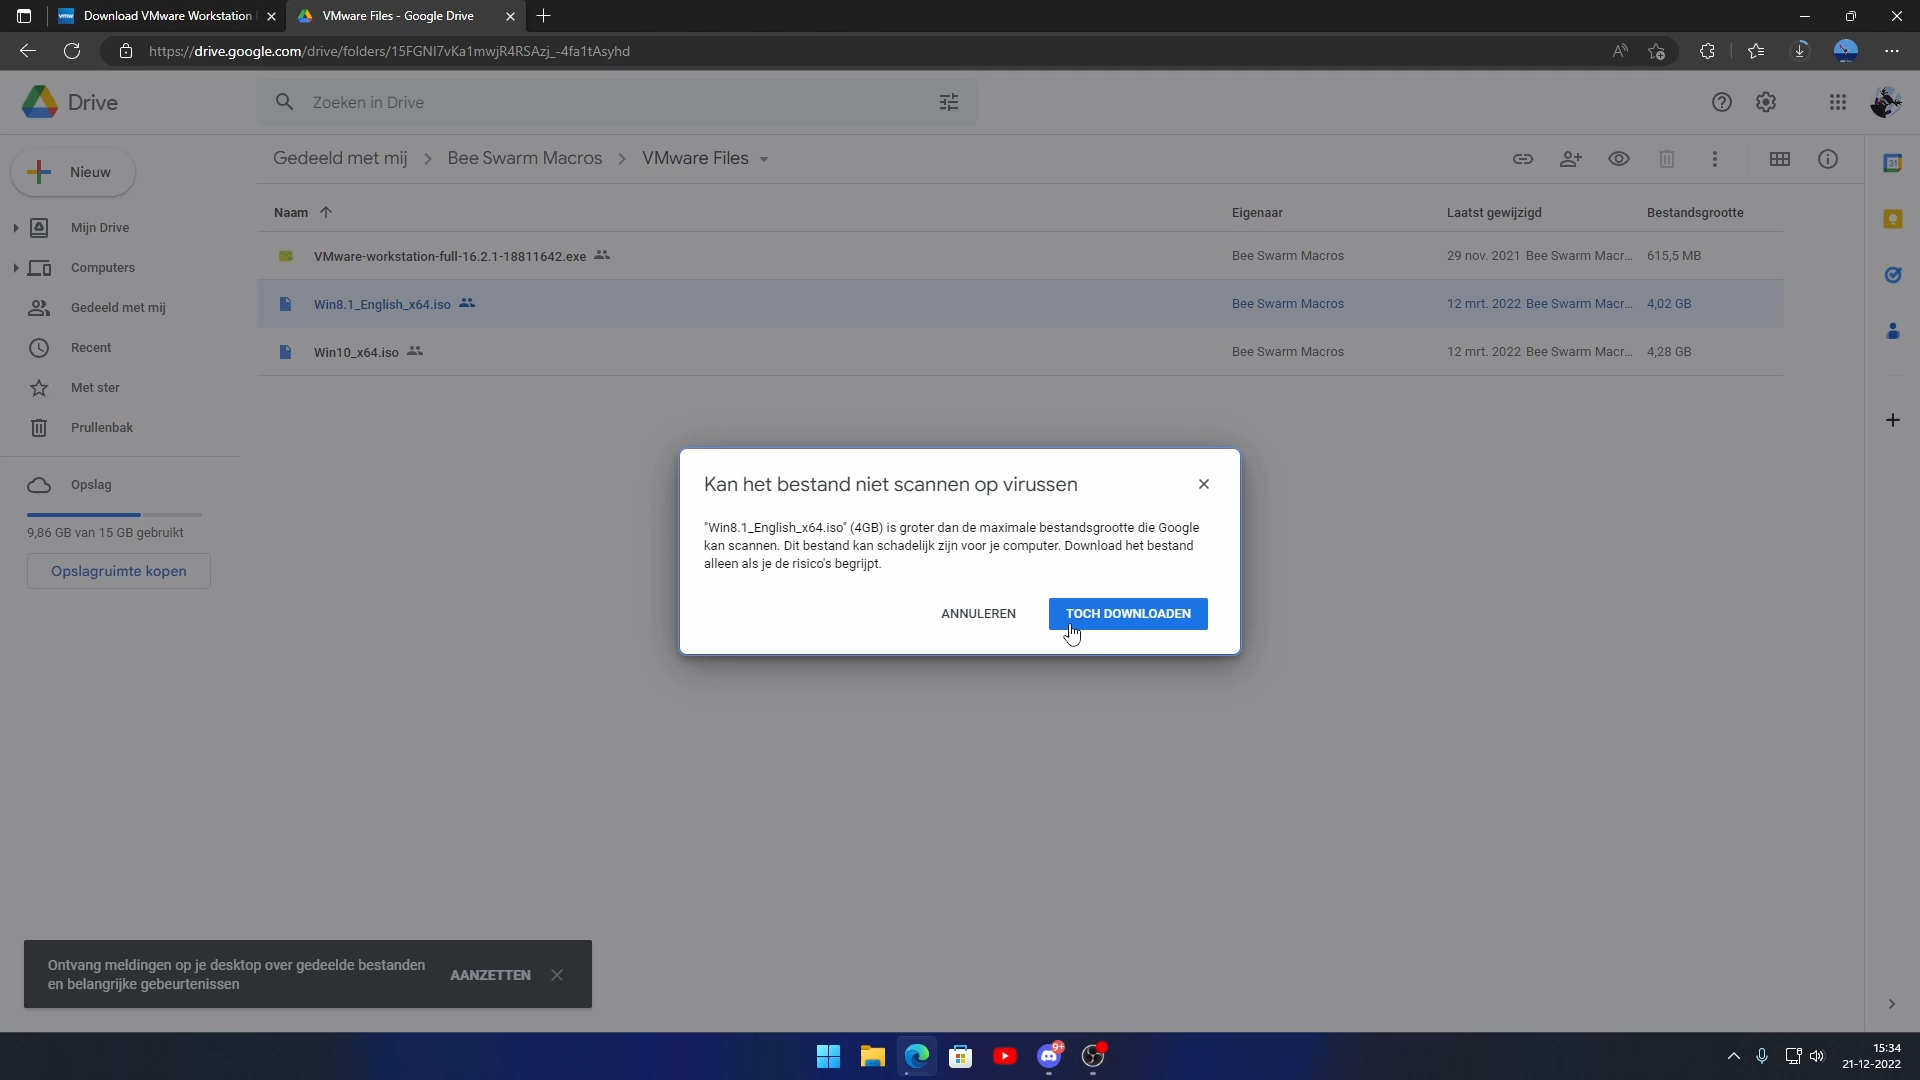 Download VMware Workstation
VMware Files - Google Drive
https://drive.google.com/drive/folders/15FGNI7vKa1mwjR4RSAzj_-4fa1tAsyhd
Drive
Zoeken in Drive
Nieuw
Gedeeld met mij > Bee Swarm Macros > VMware Files
Naam Eigenaar Laatst gewijzigd Bestandsgrootte
VMware-workstation-full-16.2.1-18811642.exe Bee Swarm Macros 29 nov. 2021 Bee Swarm Macr... 615,5 MB
Win8.1_English_x64.iso Bee Swarm Macros 12 mrt. 2022 Bee Swarm Macr... 4,02 GB
Win10_x64.iso Bee Swarm Macros 12 mrt. 2022 Bee Swarm Macr... 4,28 GB
Mijn Drive
Computers
Gedeeld met mij
Recent
Met ster
Prullenbak
Opslag
9,86 GB van 15 GB gebruikt
Opslagruimte kopen
31
Kan het bestand niet scannen op virussen
"Win8.1_English_x64.iso" (4GB) is groter dan de maximale bestandsgrootte die Google
kan scannen. Dit bestand kan schadelijk zijn voor je computer. Download het bestand
alleen als je de risico's begrijpt.
ANNULEREN TOCH DOWNLOADEN
Ontvang meldingen op je desktop over gedeelde bestanden
en belangrijke gebeurtenissen
AANZETTEN
9+
15:34
21-12-2022